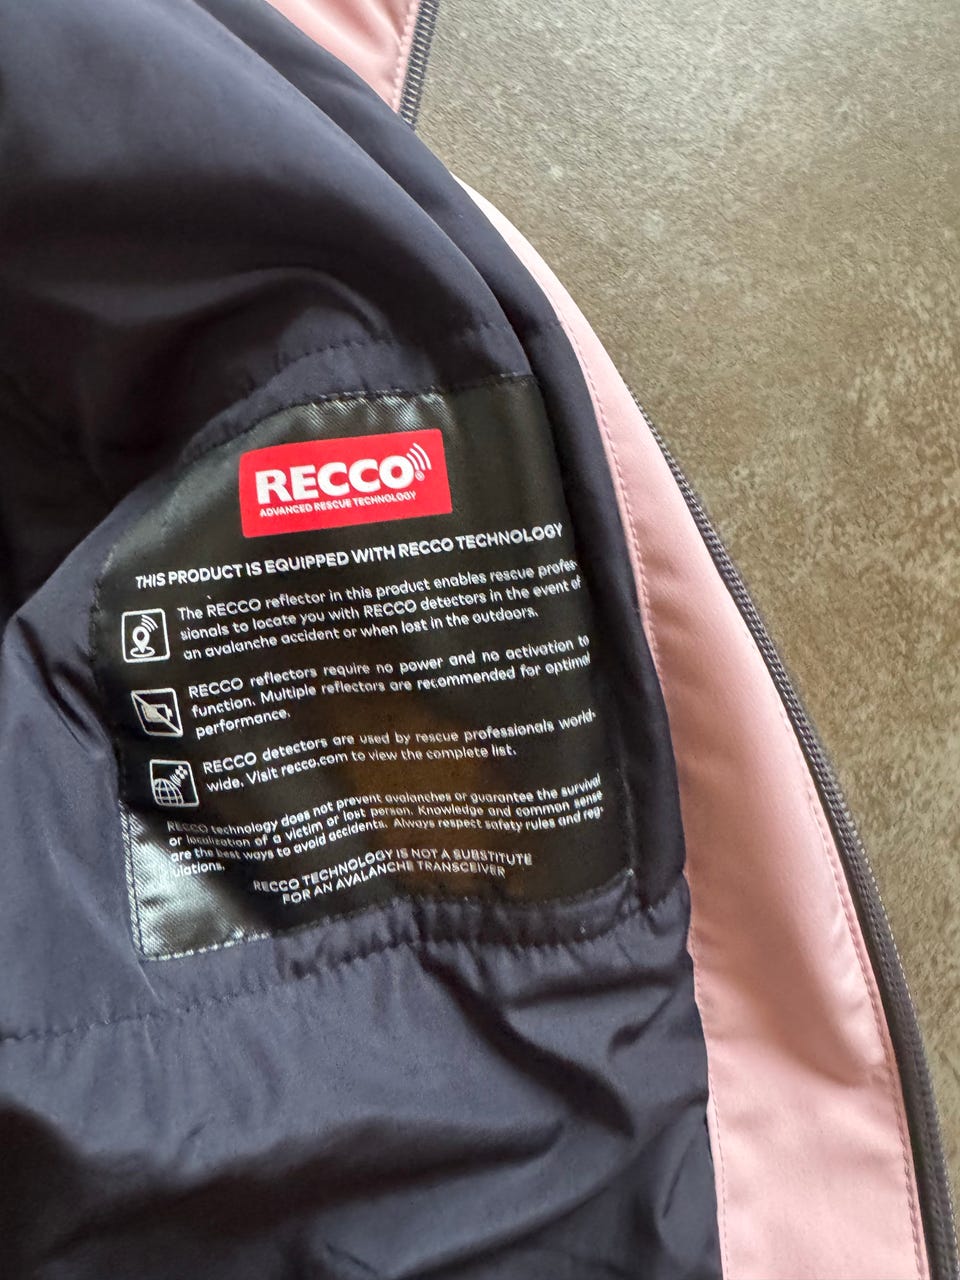 RECCO®
ADVANCED RESCUE TECHNOLOGY
THIS PRODUCT IS EQUIPPED WITH RECCO TECHNOLOGY
The RECCO reflector in this product enables rescue profes-
sionals to locate you with RECCO detectors in the event of
an avalanche accident or when lost in the outdoors.
RECCO reflectors require no power and no activation to
function. Multiple reflectors are recommended for optimal
performance.
RECCO detectors are used by rescue professionals world-
wide. Visit recco.com to view the complete list.
RECCO technology does not prevent avalanches or guarantee the survival
or localization of a victim or lost person. Knowledge and common sense
are the best ways to avoid accidents. Always respect safety rules and reg-
ulations.
RECCO TECHNOLOGY IS NOT A SUBSTITUTE
FOR AN AVALANCHE TRANSCEIVER